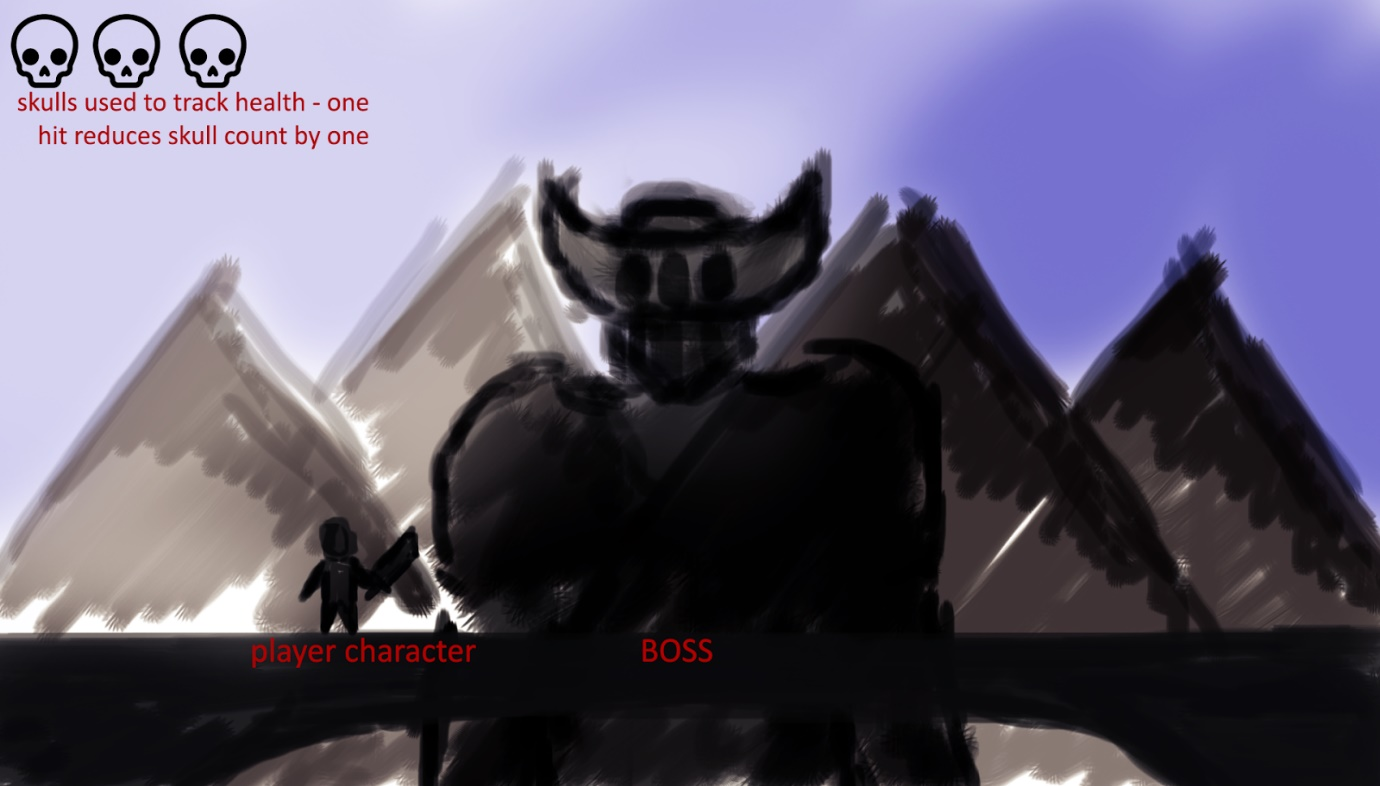 skulls used to track health - one
hit reduces skull count by one
player character
BOSS